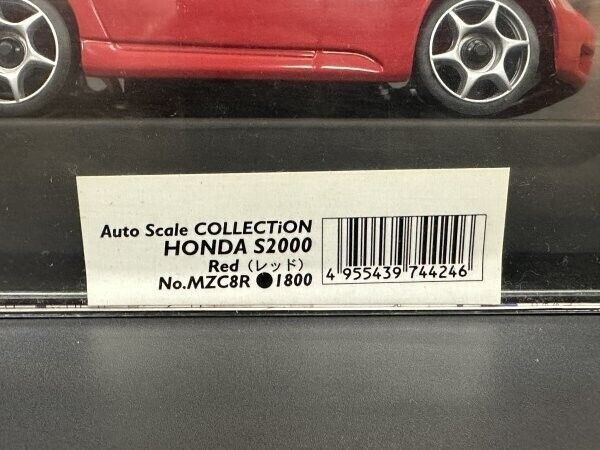 Auto Scale COLLECTiON
HONDA S2000
Red（レッド）
No.MZC8R ●1800
4 955439 744246